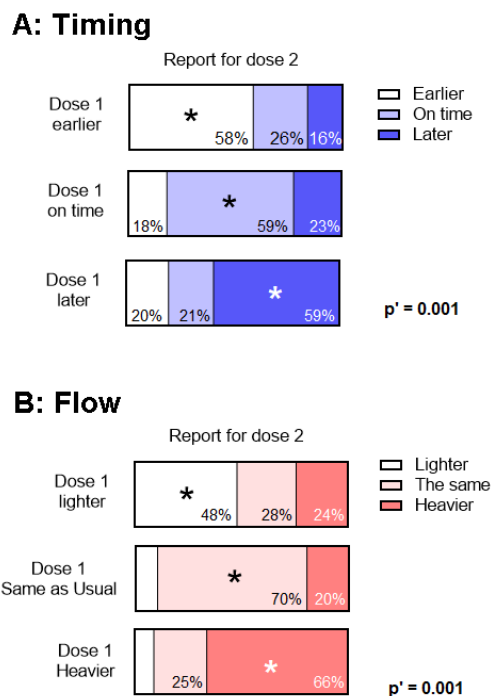 A: Timing
Report for dose 2
Dose 1
earlier
*
58%
26%
16%
Earlier
On time
Later
Dose 1
on time
*
18%
59%
23%
Dose 1
later
*
20%
21%
59%
p' = 0.001
B: Flow
Report for dose 2
Dose 1
lighter
*
48%
28%
24%
Lighter
The same
Heavier
Dose 1
Same as Usual
*
70%
20%
Dose 1
Heavier
*
25%
66%
p' = 0.001